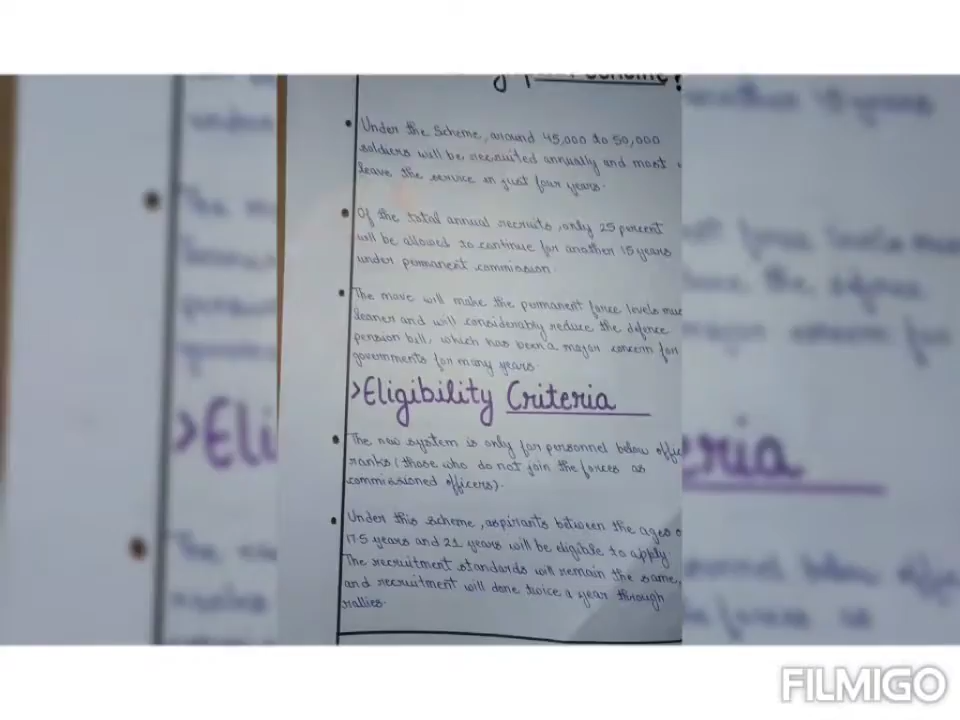 Scheme?
Under the Scheme, around 45,000 to 50,000
soldiers will be recruited annually and most
leave the service in just four years.
Of the total annual recruits, only 25 percent
will be allowed to continue for another 15 years
under permanent commission.
The move will make the permanent force levels muc
leaner and will considerably reduce the defence
pension bill, which has been a major concern for
governments for many years.
>Eligibility Criteria
The new system is only for personnel below offic
ranks (those who do not join the forces as
commissioned officers).
Under this scheme, aspirants between the ages o
17.5 years and 21 years will be eligible to apply.
The recruitment standards will remain the same,
and recruitment will done twice a year through
rallies.
FILMIGO